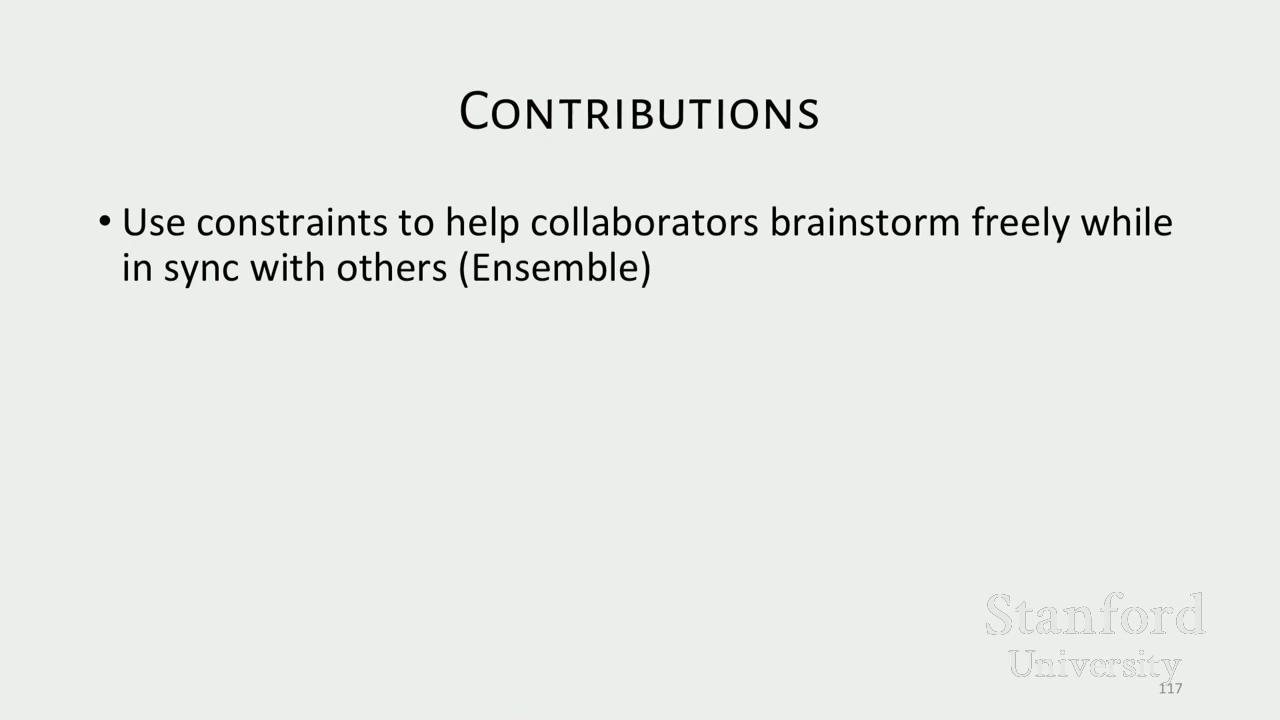 CONTRIBUTIONS
• Use constraints to help collaborators brainstorm freely while
in sync with others (Ensemble)
Stanford
University
117